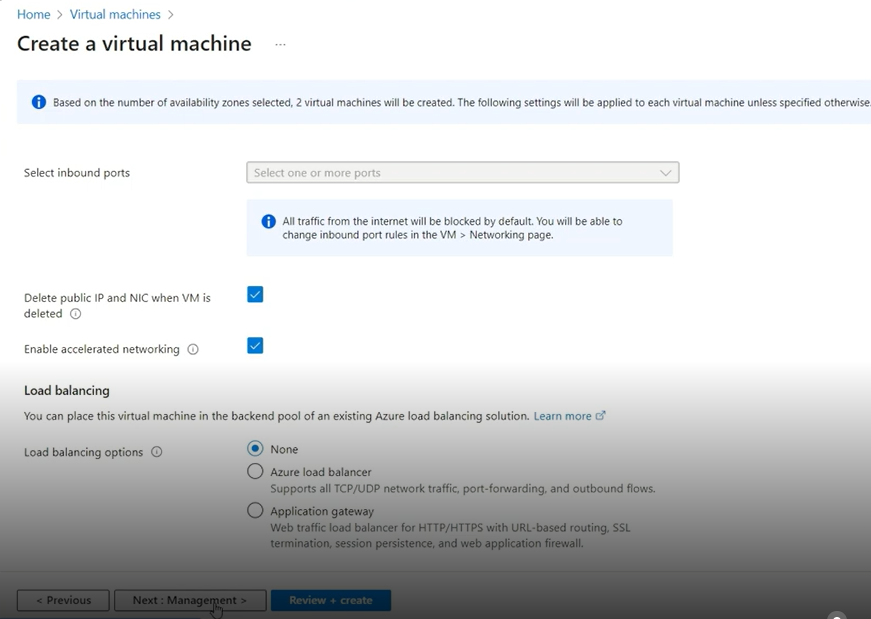 Home > Virtual machines >
Create a virtual machine ...
Based on the number of availability zones selected, 2 virtual machines will be created. The following settings will be applied to each virtual machine unless specified otherwise.
Select inbound ports
Select one or more ports
All traffic from the internet will be blocked by default. You will be able to
change inbound port rules in the VM > Networking page.
Delete public IP and NIC when VM is
deleted
Enable accelerated networking
Load balancing
You can place this virtual machine in the backend pool of an existing Azure load balancing solution. Learn more
Load balancing options
None
Azure load balancer
Supports all TCP/UDP network traffic, port-forwarding, and outbound flows.
Application gateway
Web traffic load balancer for HTTP/HTTPS with URL-based routing, SSL
termination, session persistence, and web application firewall.
< Previous
Next : Management >
Review + create